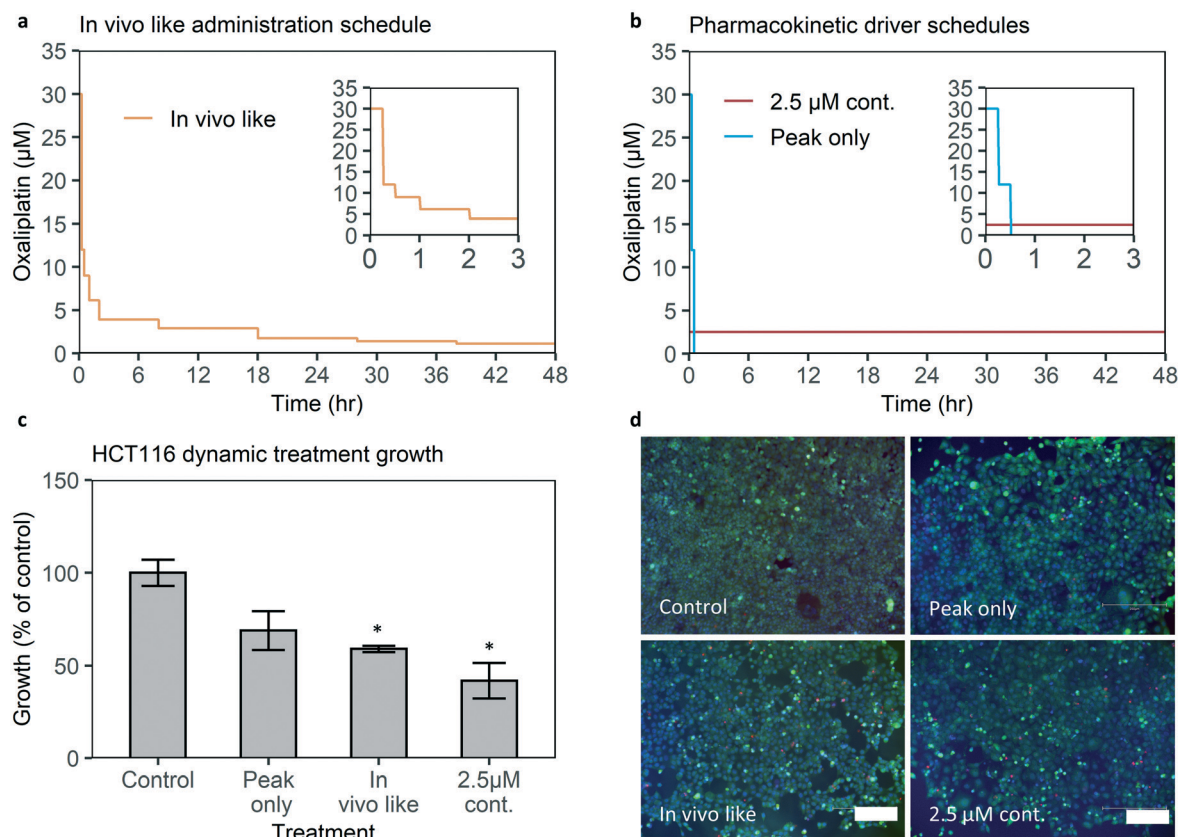 a In vivo like administration schedule
35
30
25
20
15
10
5
0
Oxaliplatin (µM)
In vivo like
35
30
25
20
15
10
5
0
0 1 2 3
0 6 12 18 24 30 36 42 48
Time (hr)
b Pharmacokinetic driver schedules
35
30
25
20
15
10
5
0
Oxaliplatin (µM)
2.5 µM cont.
Peak only
35
30
25
20
15
10
5
0
0 1 2 3
0 6 12 18 24 30 36 42 48
Time (hr)
c
HCT116 dynamic treatment growth
150
100
50
0
Growth (% of control)
* *
Control Peak only In vivo like 2.5µM cont.
Treatment
d
Control
Peak only
In vivo like
2.5 µM cont.